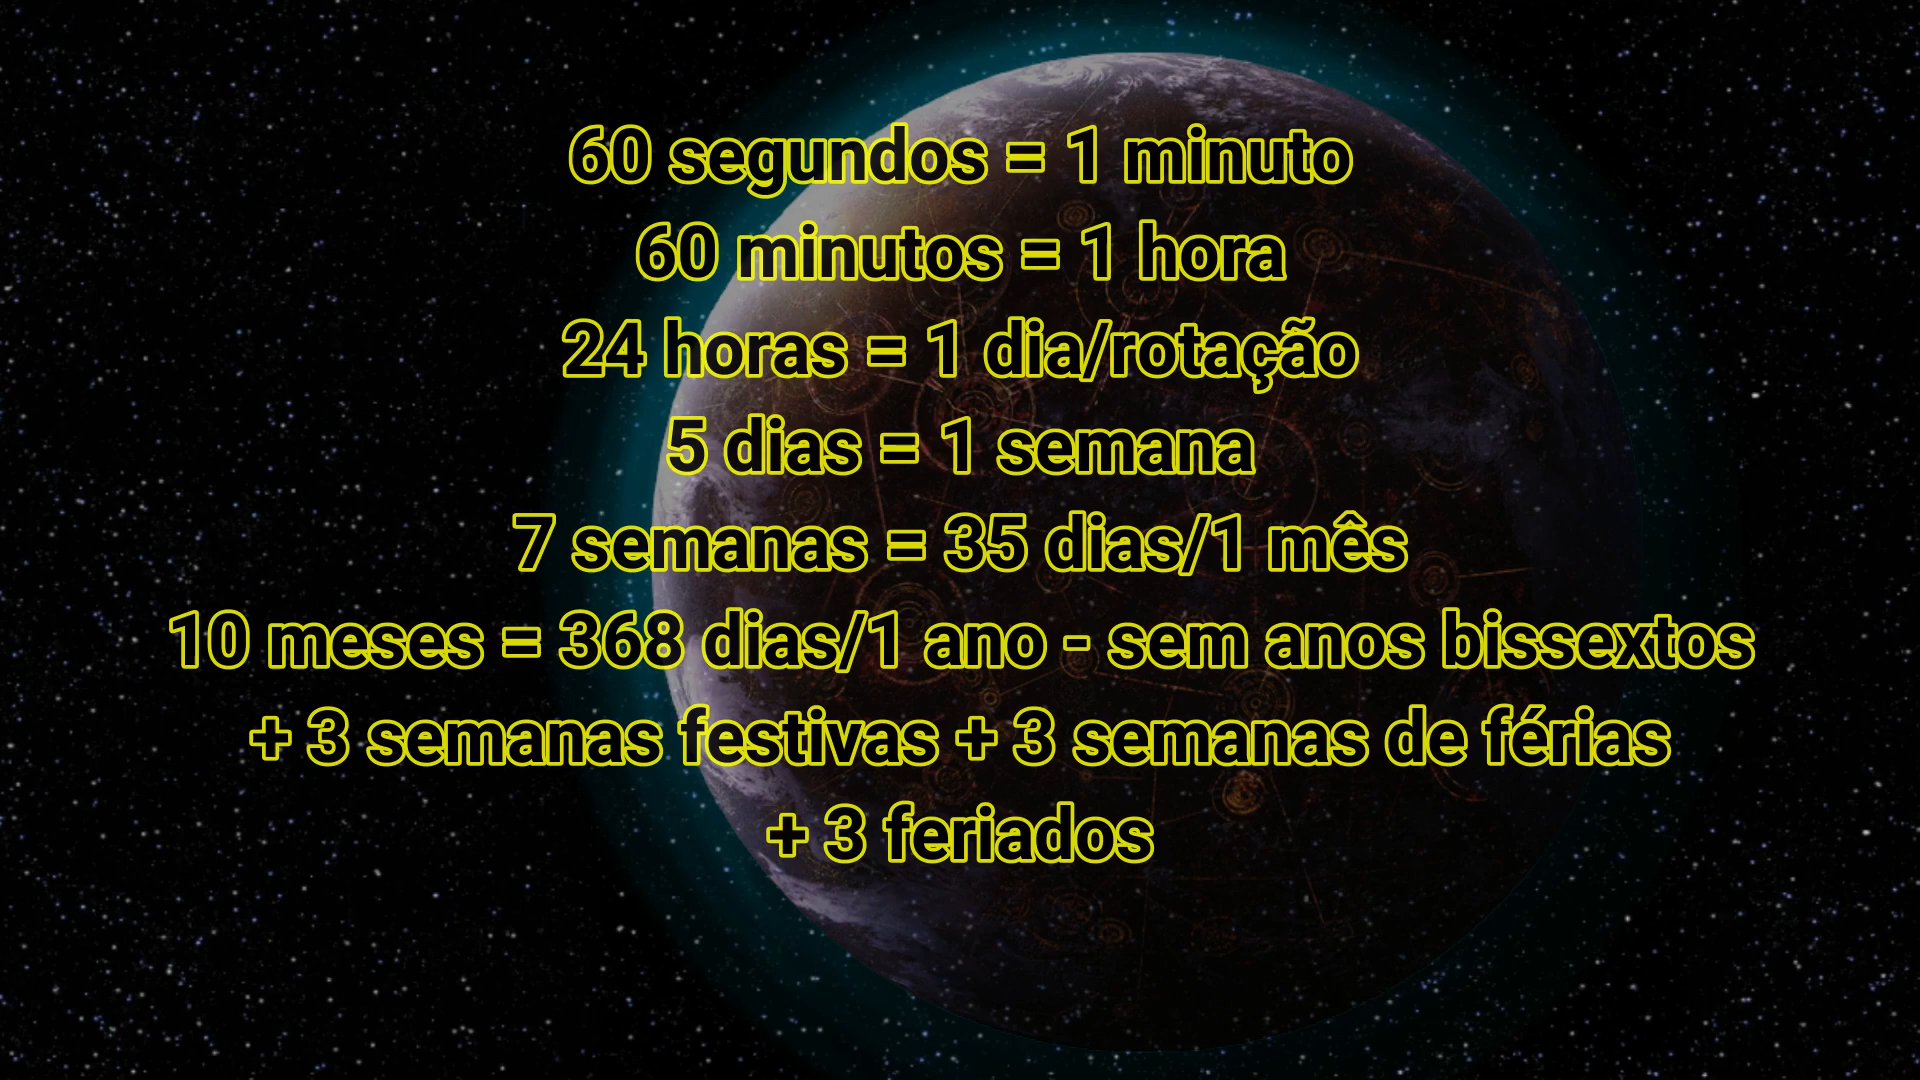 60 segundos = 1 minuto
60 minutos = 1 hora
24 horas = 1 dia/rotação
5 dias = 1 semana
7 semanas = 35 dias/1 mês
10 meses = 368 dias/1 ano - sem anos bissextos
+ 3 semanas festivas + 3 semanas de férias
+ 3 feriados